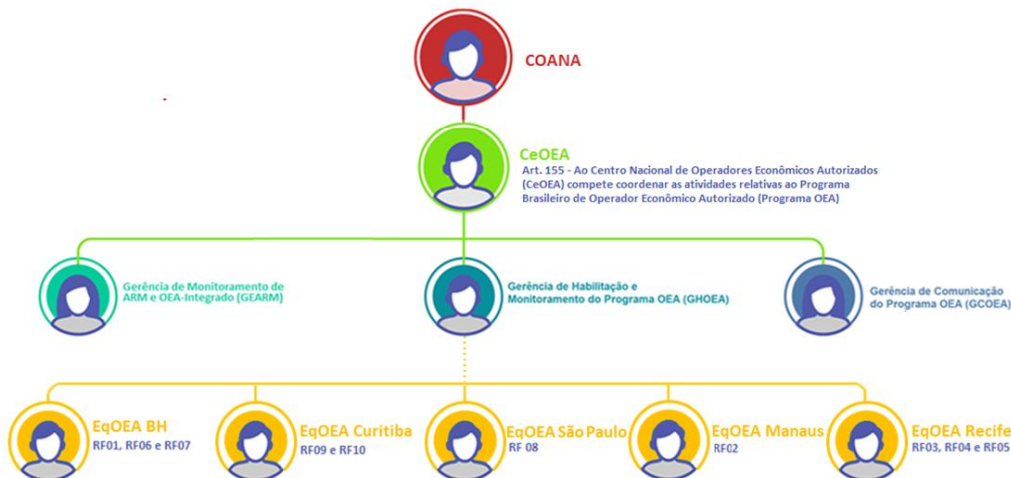 COANA
CeOEA
Art. 155 - Ao Centro Nacional de Operadores Econômicos Autorizados
(CeOEA) compete coordenar as atividades relativas ao Programa
Brasileiro de Operador Econômico Autorizado (Programa OEA)
Gerência de Monitoramento de
ARM e OEA-Integrado (GEARM)
Gerência de Habilitação e
Monitoramento do Programa OEA (GHOEA)
Gerência de Comunicação
do Programa OEA (GCOEA)
EqOEA BH
RF01, RF06 e RF07
EqOEA Curitiba
RF09 e RF10
EqOEA São Paulo
RF 08
EqOEA Manaus
RF02
EqOEA Recife
RF03, RF04 e RF05